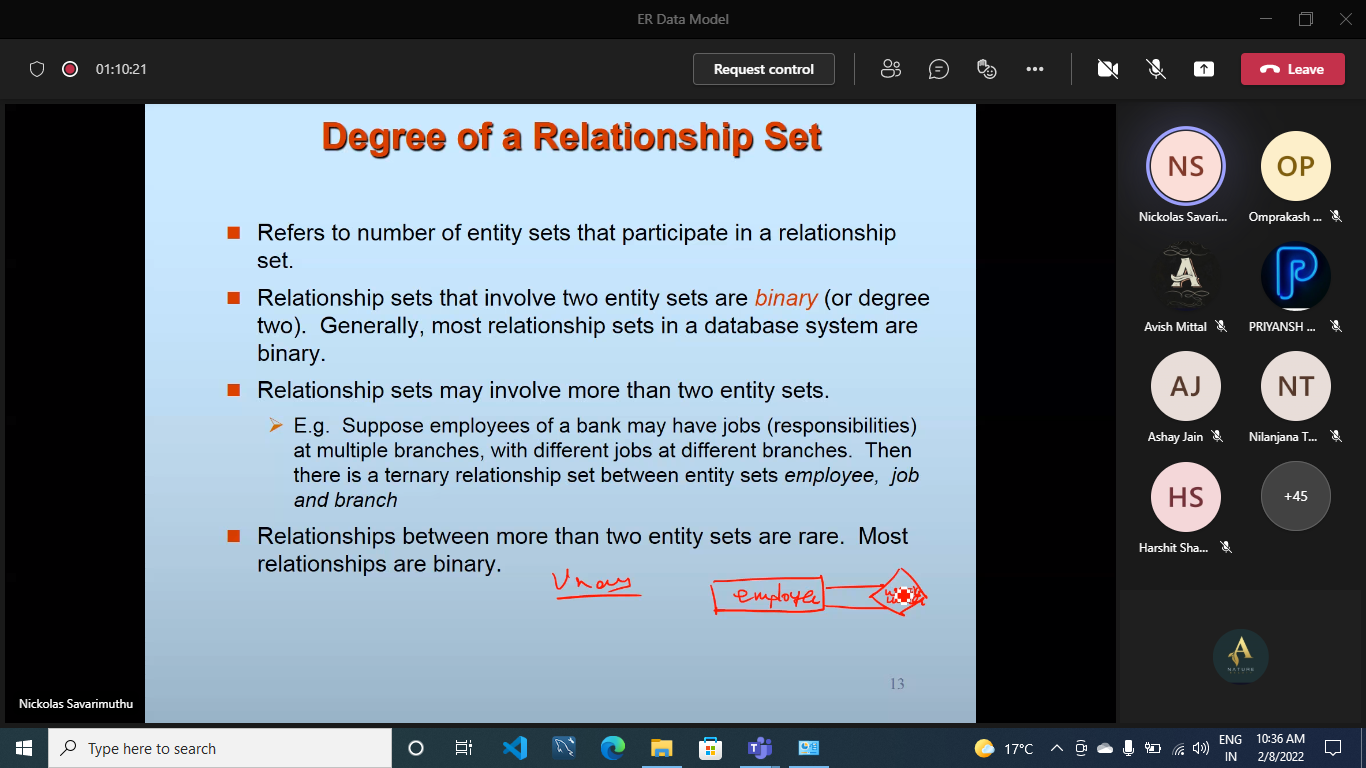 ER Data Model
01:10:21
Request control
Leave
Degree of a Relationship Set
Refers to number of entity sets that participate in a relationship
set.
Relationship sets that involve two entity sets are binary (or degree
two). Generally, most relationship sets in a database system are
binary.
Relationship sets may involve more than two entity sets.
E.g. Suppose employees of a bank may have jobs (responsibilities)
at multiple branches, with different jobs at different branches. Then
there is a ternary relationship set between entity sets employee, job
and branch
Relationships between more than two entity sets are rare. Most
relationships are binary.
Unary
employee
13
Nickolas Savarimuthu
NS
OP
Nickolas Savari...
Omprakash ...
A
P
Avish Mittal
PRIYANSH ...
AJ
NT
Ashay Jain
Nilanjana T...
HS
+45
Harshit Sha...
A
NATURE
Type here to search
17°C
ENG
IN
10:36 AM
2/8/2022